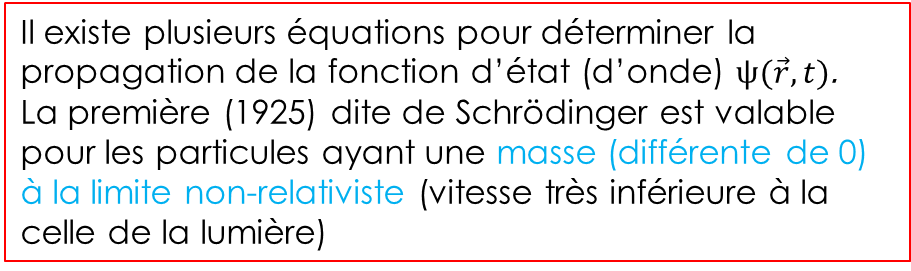 Il existe plusieurs équations pour déterminer la
propagation de la fonction d’état (d’onde) ψ(r⃗, t).
La première (1925) dite de Schrödinger est valable
pour les particules ayant une masse (différente de 0)
à la limite non-relativiste (vitesse très inférieure à la
celle de la lumière)